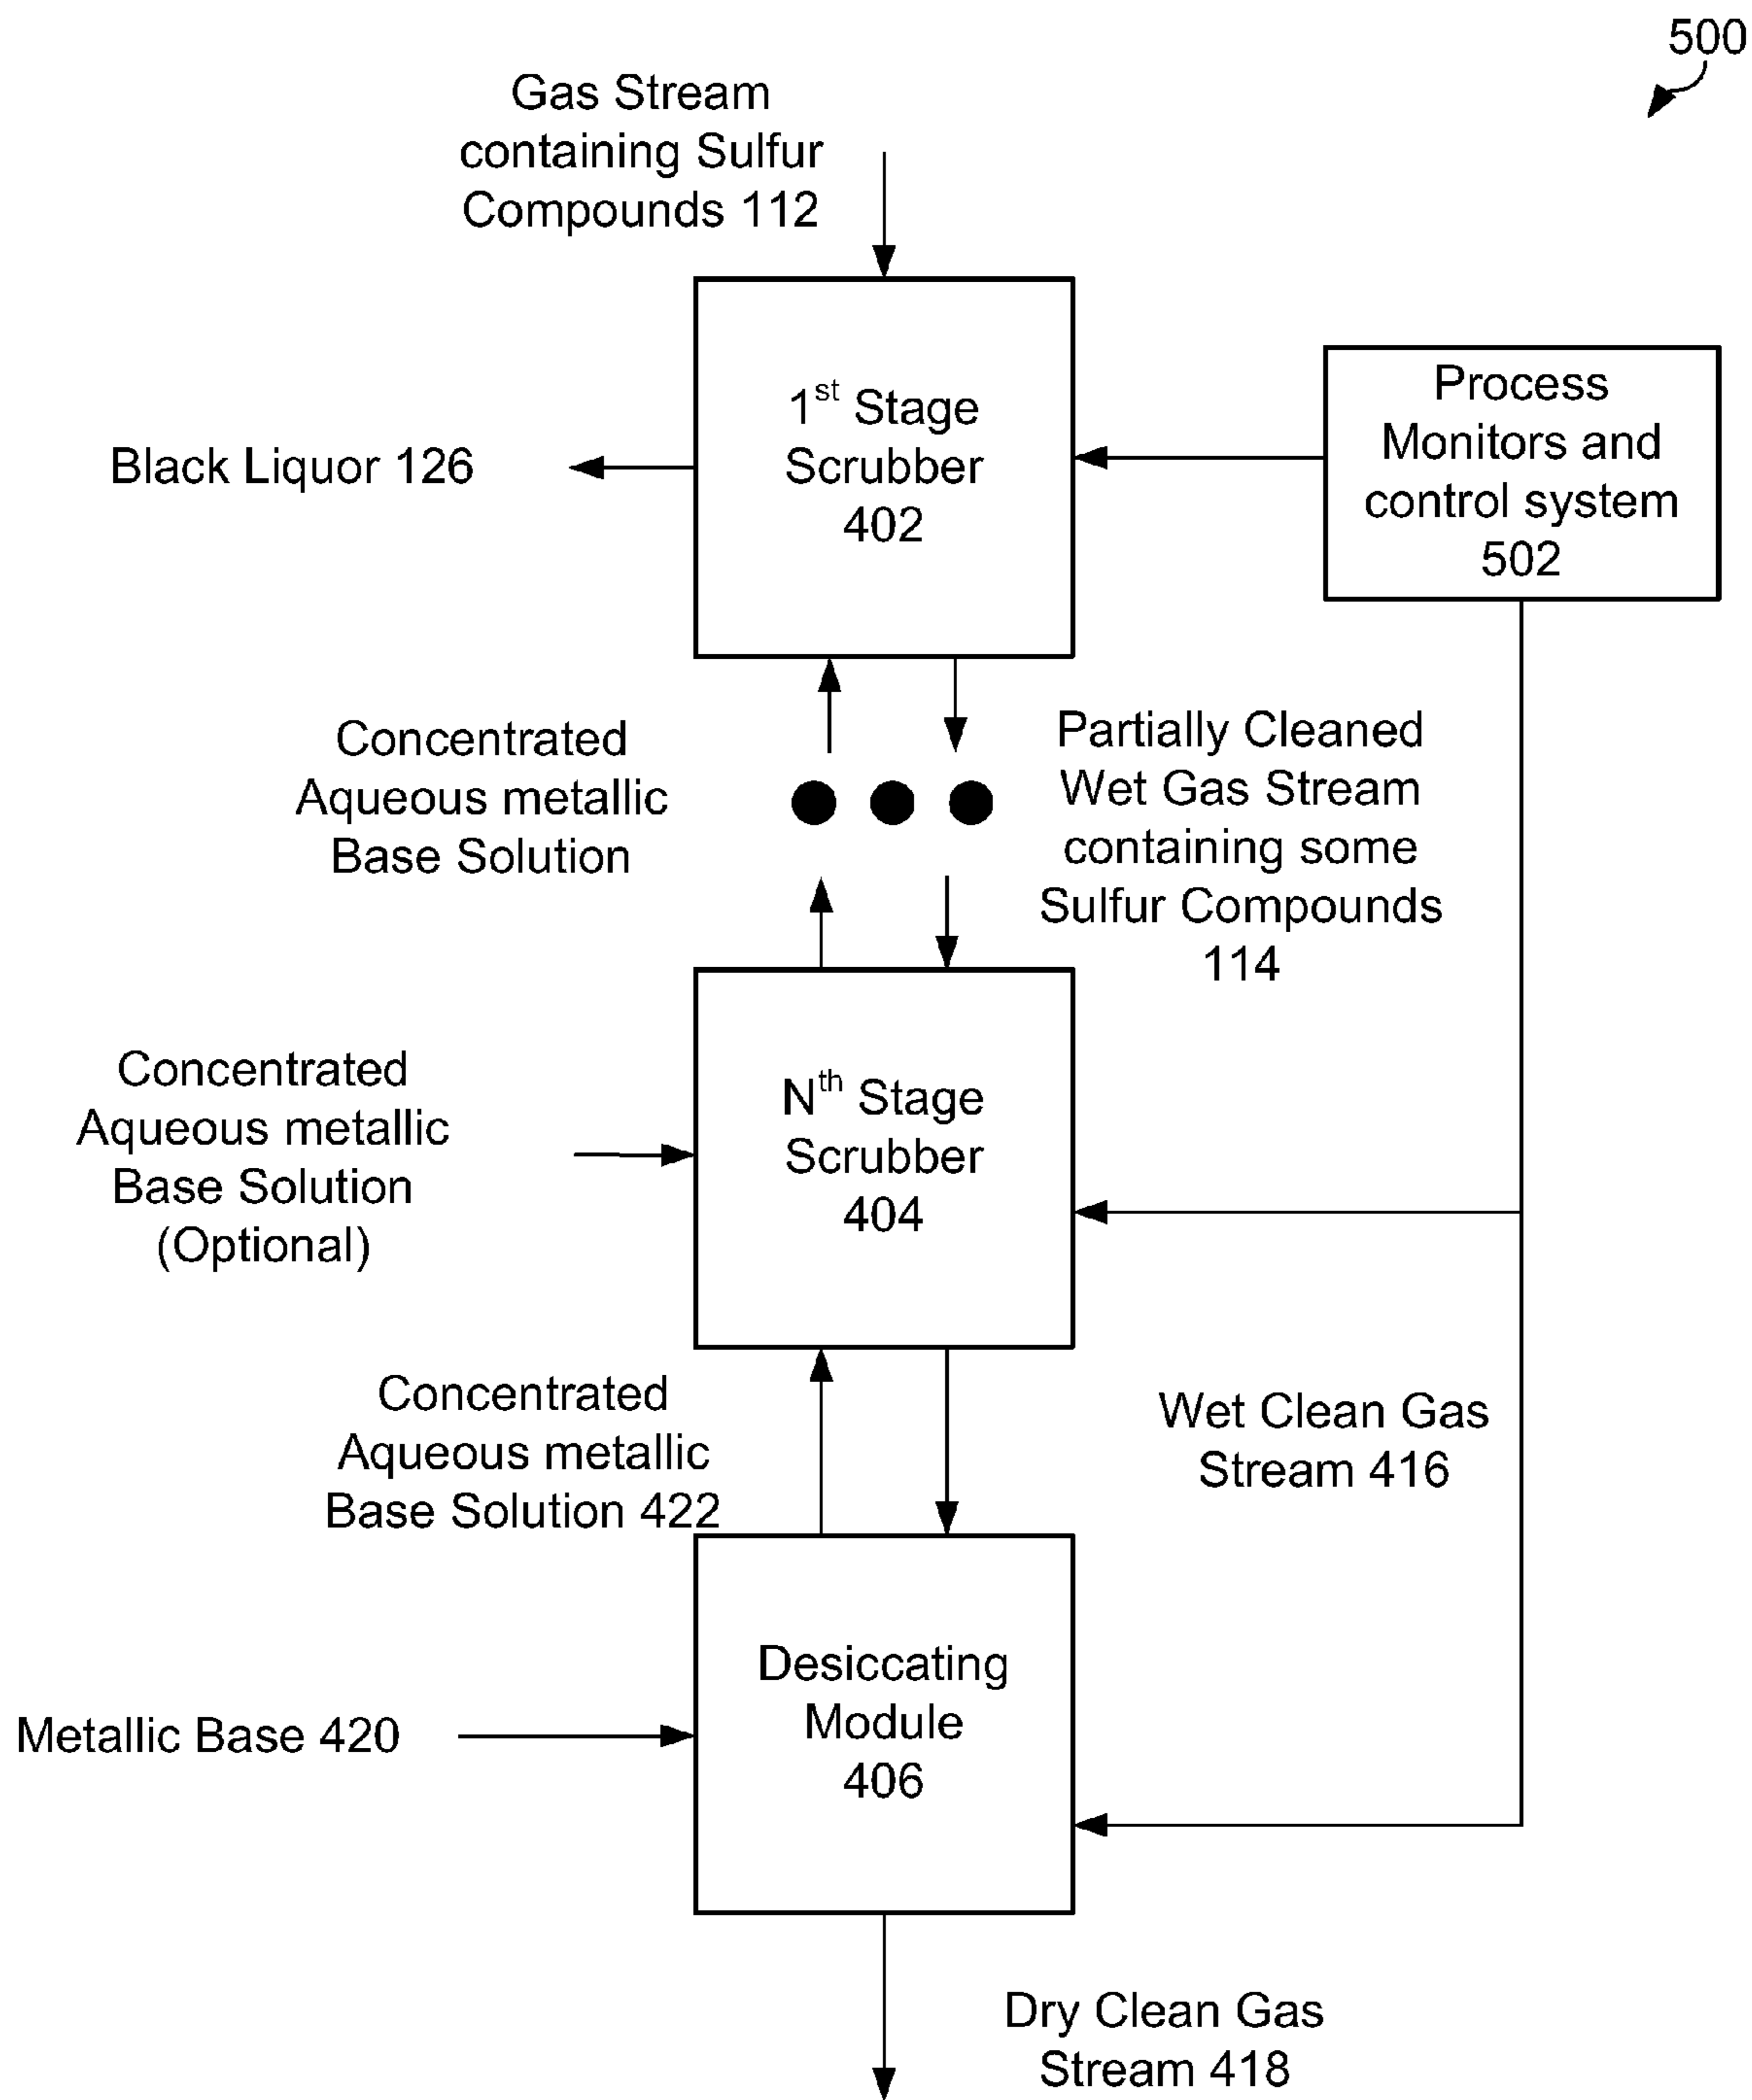 500
Gas Stream
containing Sulfur
Compounds 112
1st Stage
Scrubber
402
Process
Monitors and
control system
502
Black Liquor 126
Concentrated
Aqueous metallic
Base Solution
Partially Cleaned
Wet Gas Stream
containing some
Sulfur Compounds
114
Concentrated
Aqueous metallic
Base Solution
(Optional)
Nth Stage
Scrubber
404
Concentrated
Aqueous metallic
Base Solution 422
Wet Clean Gas
Stream 416
Metallic Base 420
Desiccating
Module
406
Dry Clean Gas
Stream 418